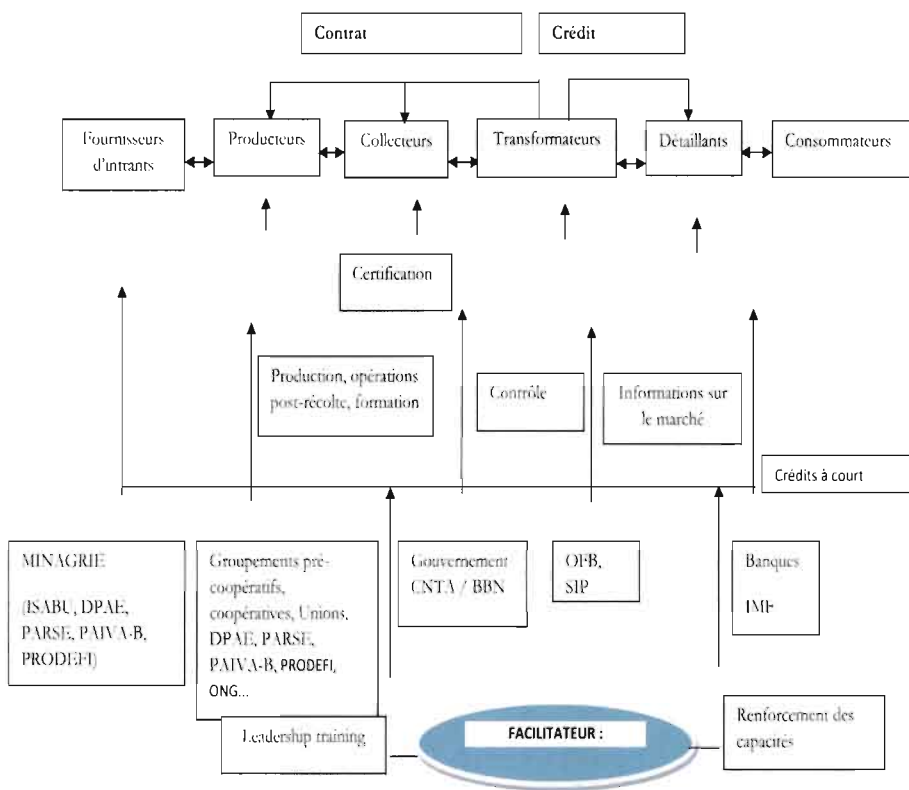 Contrat
Crédit
Fournisseurs
d'intrants
Producteurs
Collecteurs
Transformateurs
Détaillants
Consommateurs
Certification
Production, opérations
post-récolte, formation
Contrôle
Informations sur
le marché
Crédits à court
MINAGRIE
(ISABU, DPAE,
PARSE, PAIVA-B,
PRODEFI)
Groupements pré-
coopératifs,
coopératives, Unions,
DPAE, PARSE,
PAIVA-B, PRODEFI,
ONG...
Gouvernement
CNTA / BBN
OFB,
SIP
Banques
IMF
Leadership training
FACILITATEUR :
Renforcement des
capacités